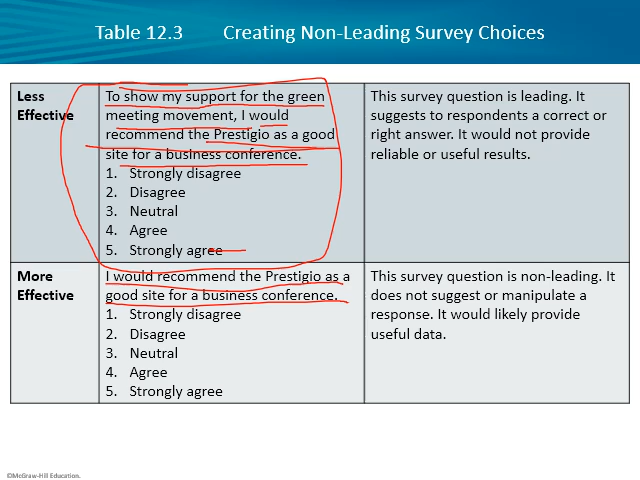 Table 12.3 Creating Non-Leading Survey Choices
Less
Effective
To show my support for the green
meeting movement, I would
recommend the Prestigio as a good
site for a business conference.
1. Strongly disagree
2. Disagree
3. Neutral
4. Agree
5. Strongly agree
This survey question is leading. It
suggests to respondents a correct or
right answer. It would not provide
reliable or useful results.
More
Effective
I would recommend the Prestigio as a
good site for a business conference.
1. Strongly disagree
2. Disagree
3. Neutral
4. Agree
5. Strongly agree
This survey question is non-leading. It
does not suggest or manipulate a
response. It would likely provide
useful data.
©McGraw-Hill Education.